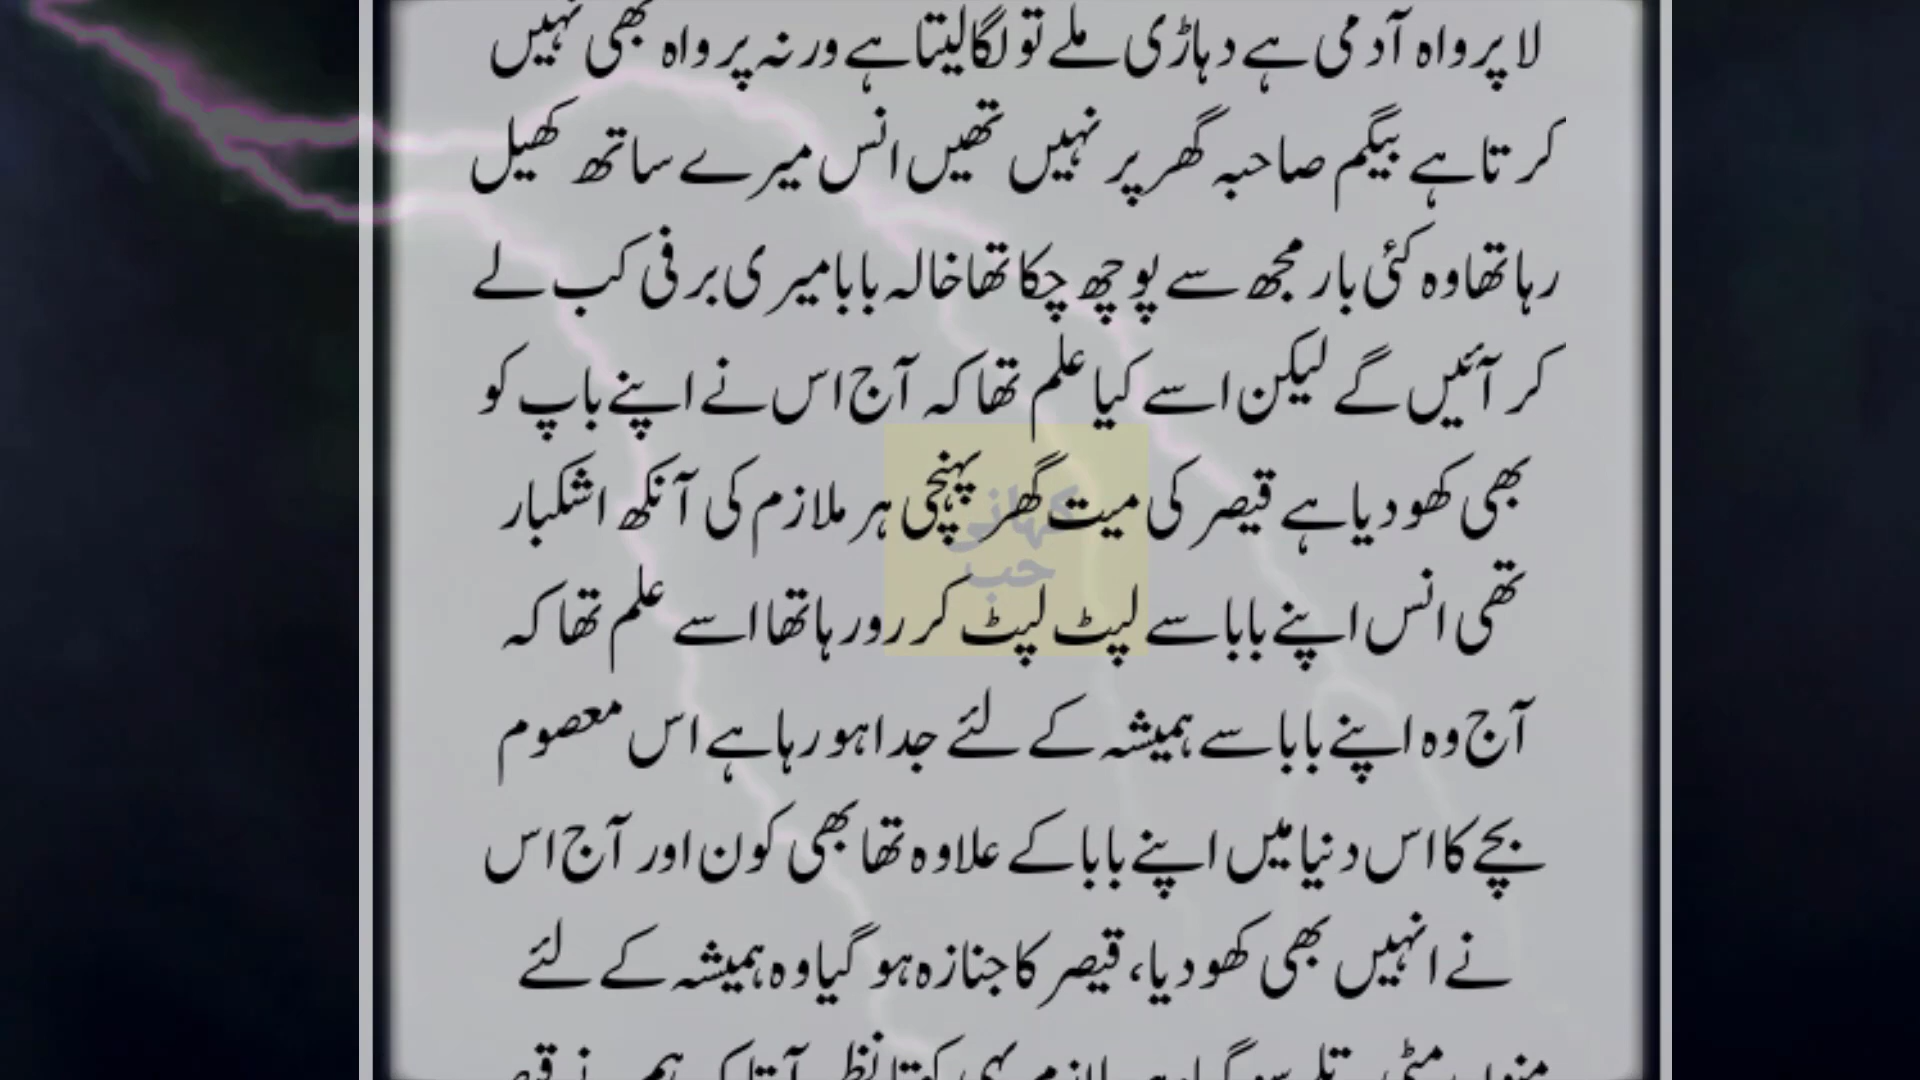 لا پرواہ آدمی ہے دہاڑی ملے تو لگا لیتا ہے ورنہ پرواہ بھی نہیں
کرتا ہے بیگم صاحبہ گھر پر نہیں تھیں انس میرے ساتھ کھیل
رہا تھا وہ کئی بار مجھ سے پوچھ چکا تھا خالہ بابا میری برفی کب لے
کر آئیں گے لیکن اسے کیا علم تھا کہ آج اس نے اپنے باپ کو
بھی کھو دیا ہے قیصر کی میت گھر پہنچی ہر ملازم کی آنکھ اشکبار
تھی انس اپنے بابا سے لپٹ لپٹ کر رو رہا تھا اسے علم تھا کہ
آج وہ اپنے بابا سے ہمیشہ کے لئے جدا ہو رہا ہے اس معصوم
بچے کا اس دنیا میں اپنے بابا کے علاوہ تھا بھی کون اور آج اس
نے انہیں بھی کھو دیا، قیصر کا جنازہ ہو گیا وہ ہمیشہ کے لئے
کہانی
حب